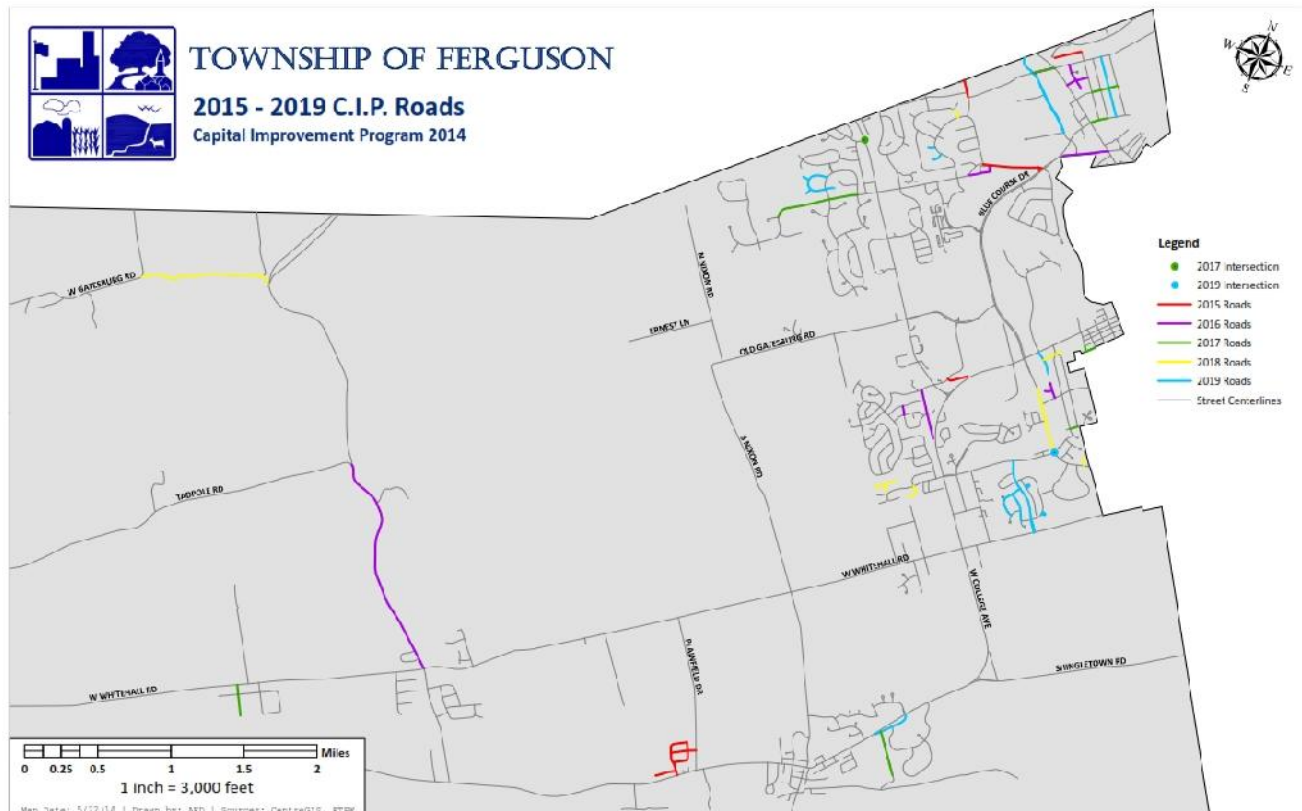 TOWNSHIP OF FERGUSON
2015 - 2019 C.I.P. Roads
Capital Improvement Program 2014
N
W
E
S
W GATESBURG RD
N NIXON RD
ERNEST LN
OLD GATESBURG RD
BLUE COURSE DR
Legend
2017 Intersection
2019 Intersection
2015 Roads
2016 Roads
2017 Roads
2018 Roads
2019 Roads
Street Centerlines
TADPOLE RD
S NIXON RD
W WHITEHALL RD
W COLLEGE AVE
PLAINFIELD DR
SHINGLETOWN RD
W WHITEHALL RD
Miles
0 0.25 0.5 1 1.5 2
1 inch = 3,000 feet
Map Date: